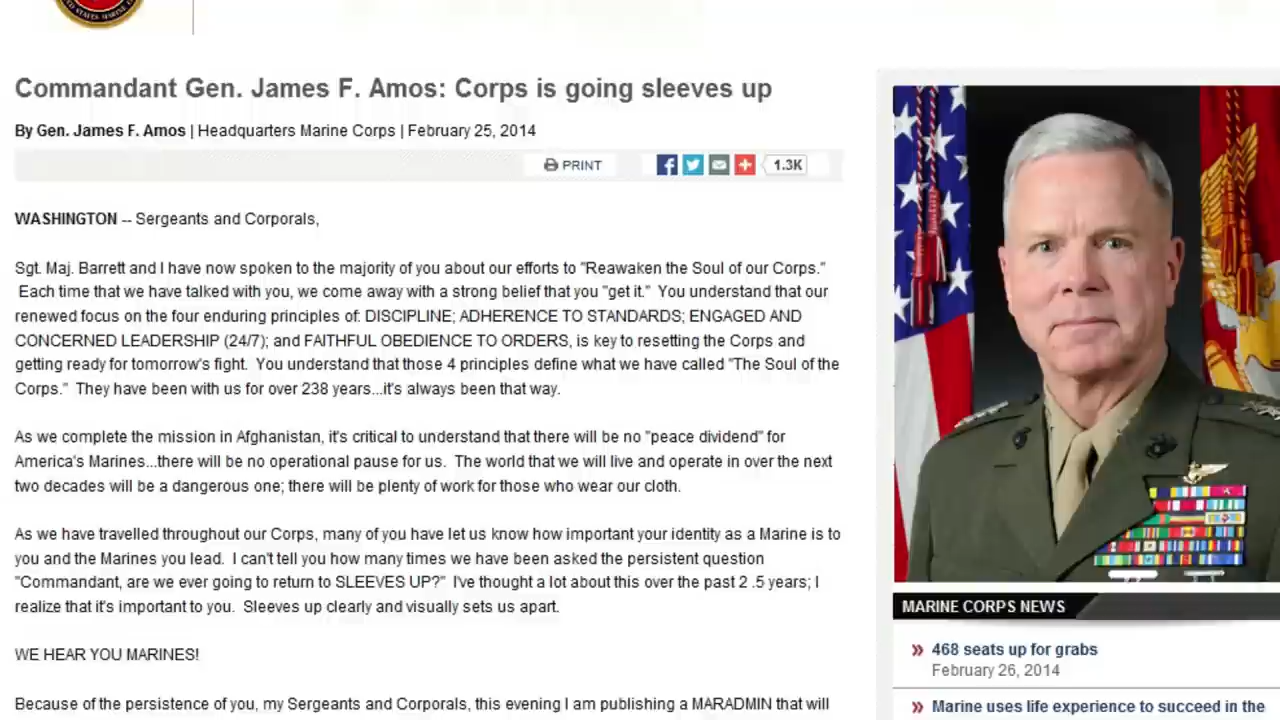 UNITED STATES MARINE
Commandant Gen. James F. Amos: Corps is going sleeves up
By Gen. James F. Amos | Headquarters Marine Corps | February 25, 2014
PRINT
1.3K
WASHINGTON -- Sergeants and Corporals,
Sgt. Maj. Barrett and I have now spoken to the majority of you about our efforts to "Reawaken the Soul of our Corps."
Each time that we have talked with you, we come away with a strong belief that you "get it." You understand that our
renewed focus on the four enduring principles of: DISCIPLINE; ADHERENCE TO STANDARDS; ENGAGED AND
CONCERNED LEADERSHIP (24/7); and FAITHFUL OBEDIENCE TO ORDERS, is key to resetting the Corps and
getting ready for tomorrow's fight. You understand that those 4 principles define what we have called "The Soul of the
Corps." They have been with us for over 238 years...it's always been that way.
As we complete the mission in Afghanistan, it's critical to understand that there will be no "peace dividend" for
America's Marines...there will be no operational pause for us. The world that we will live and operate in over the next
two decades will be a dangerous one; there will be plenty of work for those who wear our cloth.
As we have travelled throughout our Corps, many of you have let us know how important your identity as a Marine is to
you and the Marines you lead. I can't tell you how many times we have been asked the persistent question
"Commandant, are we ever going to return to SLEEVES UP?" I've thought a lot about this over the past 2 .5 years; I
realize that it's important to you. Sleeves up clearly and visually sets us apart.
WE HEAR YOU MARINES!
Because of the persistence of you, my Sergeants and Corporals, this evening I am publishing a MARADMIN that will
MARINE CORPS NEWS
468 seats up for grabs
February 26, 2014
Marine uses life experience to succeed in the